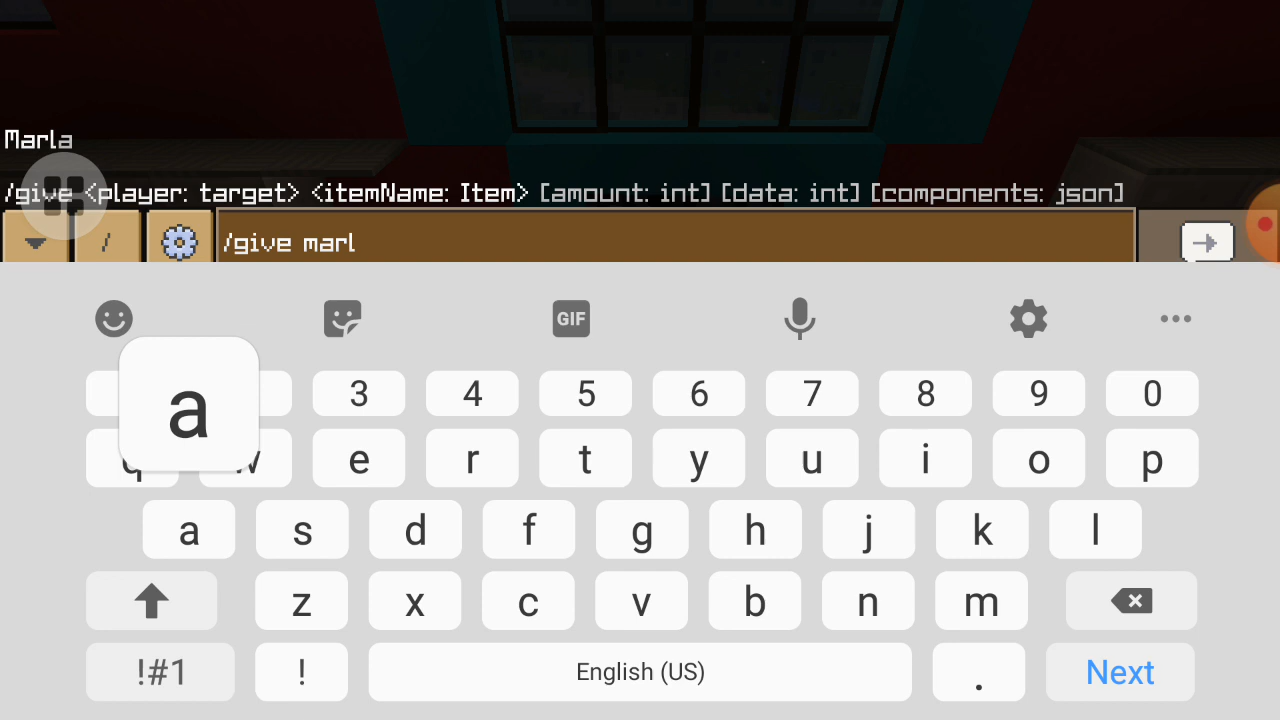 Marla
/give <player: target> <itemName: Item> [amount: int] [data: int] [components: json]
/ /give marl
GIF
a
3 4 5 6 7 8 9 0
q w e r t y u i o p
a s d f g h j k l
z x c v b n m
!#1 ! English (US) . Next